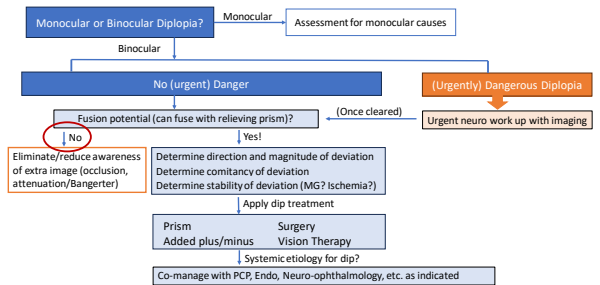 Monocular or Binocular Diplopia?
Monocular
Assessment for monocular causes
Binocular
No (urgent) Danger
(Urgently) Dangerous Diplopia
Fusion potential (can fuse with relieving prism)?
(Once cleared)
Urgent neuro work up with imaging
No
Yes!
Eliminate/reduce awareness
of extra image (occlusion,
attenuation/Bangerter)
Determine direction and magnitude of deviation
Determine comitancy of deviation
Determine stability of deviation (MG? Ischemia?)
Apply dip treatment
Prism Surgery
Added plus/minus Vision Therapy
Systemic etiology for dip?
Co-manage with PCP, Endo, Neuro-ophthalmology, etc. as indicated